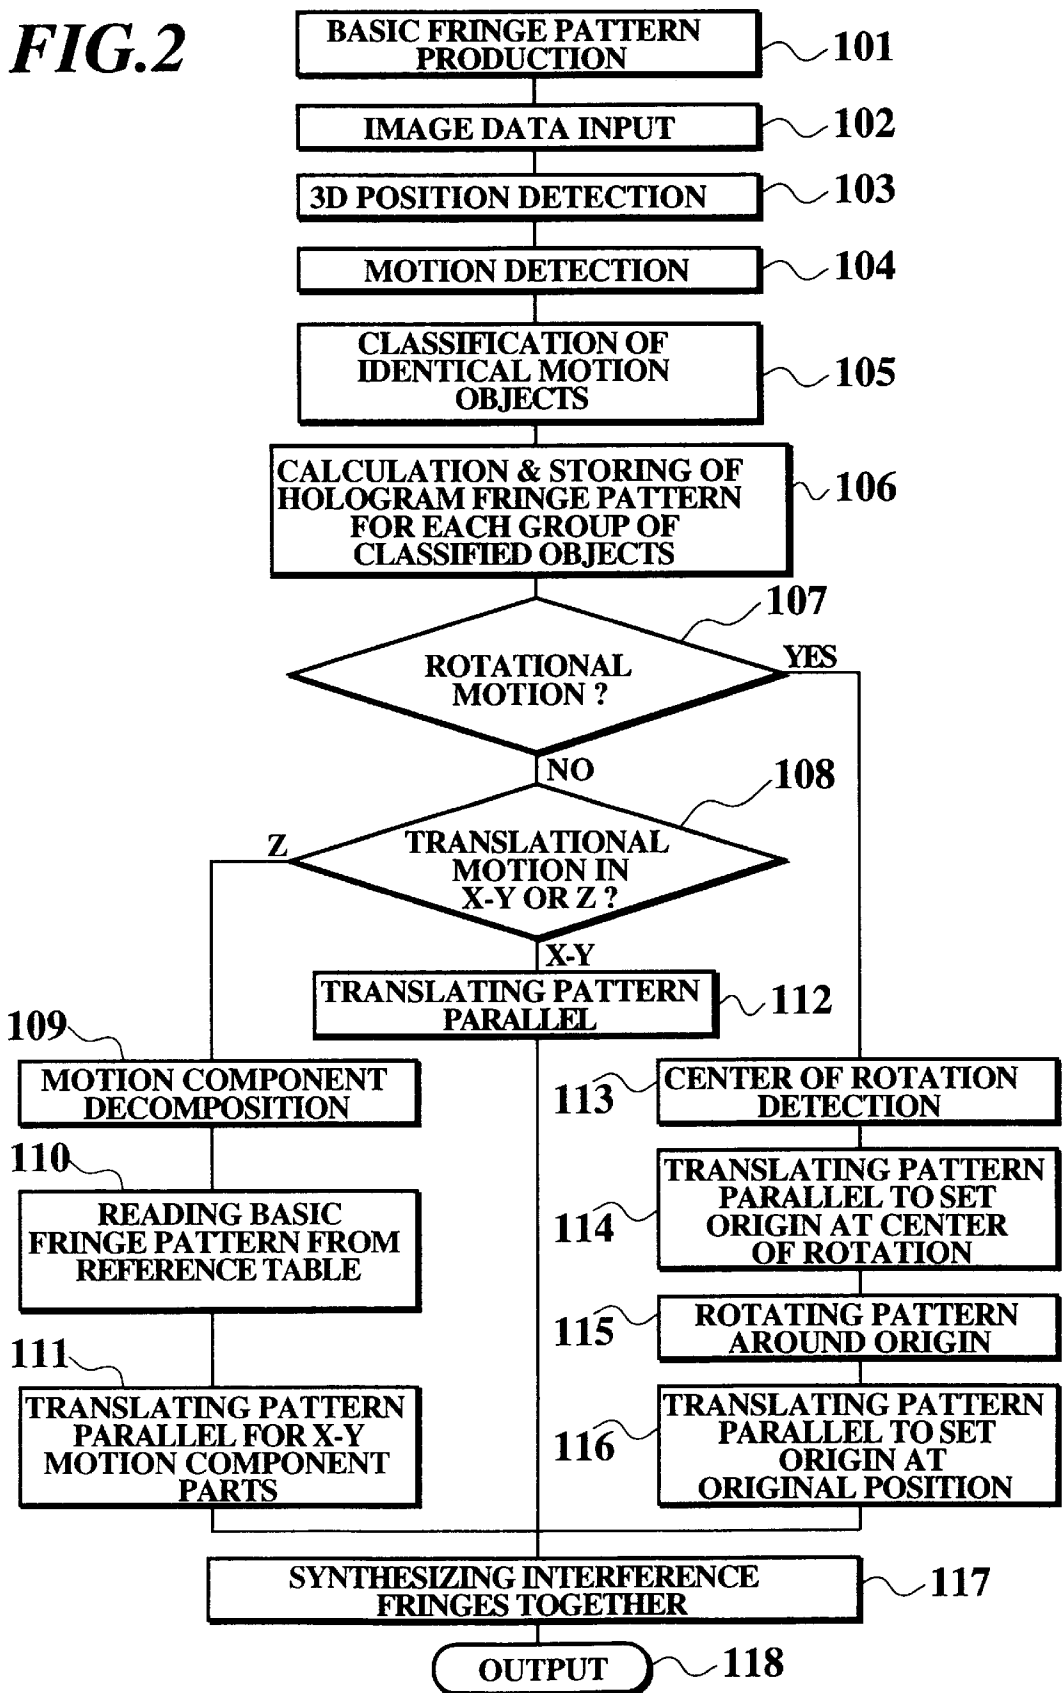 FIG.2
BASIC FRINGE PATTERN
PRODUCTION
101
IMAGE DATA INPUT
102
3D POSITION DETECTION
103
MOTION DETECTION
104
CLASSIFICATION OF
IDENTICAL MOTION
OBJECTS
105
CALCULATION & STORING OF
HOLOGRAM FRINGE PATTERN
FOR EACH GROUP OF
CLASSIFIED OBJECTS
106
107
ROTATIONAL
MOTION ?
YES
NO
108
Z
TRANSLATIONAL
MOTION IN
X-Y OR Z ?
X-Y
TRANSLATING PATTERN
PARALLEL
112
109
MOTION COMPONENT
DECOMPOSITION
110
READING BASIC
FRINGE PATTERN FROM
REFERENCE TABLE
111
TRANSLATING PATTERN
PARALLEL FOR X-Y
MOTION COMPONENT
PARTS
113
CENTER OF ROTATION
DETECTION
114
TRANSLATING PATTERN
PARALLEL TO SET
ORIGIN AT CENTER
OF ROTATION
115
ROTATING PATTERN
AROUND ORIGIN
116
TRANSLATING PATTERN
PARALLEL TO SET
ORIGIN AT
ORIGINAL POSITION
SYNTHESIZING INTERFERENCE
FRINGES TOGETHER
117
OUTPUT
118